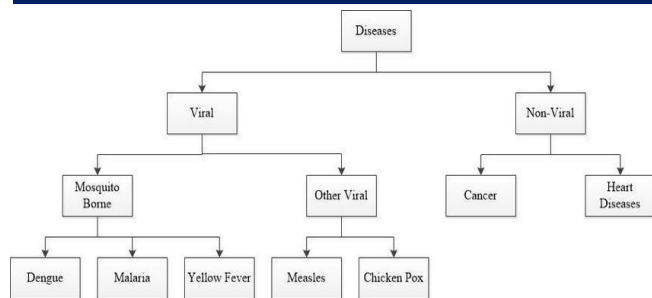 Diseases
Viral
Non-Viral
Mosquito
Borne
Other Viral
Cancer
Heart
Diseases
Dengue
Malaria
Yellow Fever
Measles
Chicken Pox